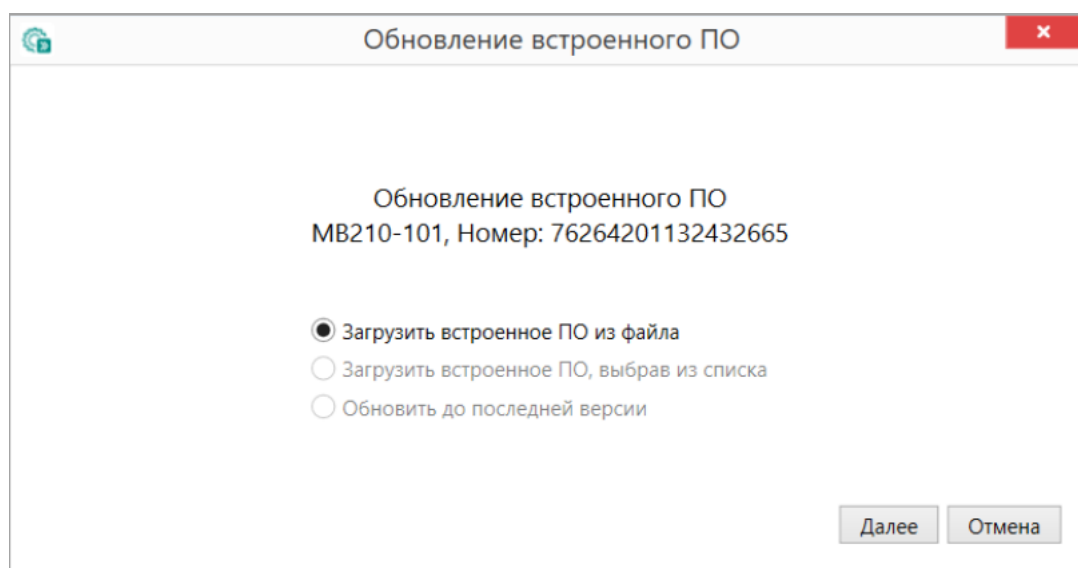 Обновление встроенного ПО
Обновление встроенного ПО
МВ210-101, Номер: 76264201132432665
Загрузить встроенное ПО из файла
Загрузить встроенное ПО, выбрав из списка
Обновить до последней версии
Далее
Отмена